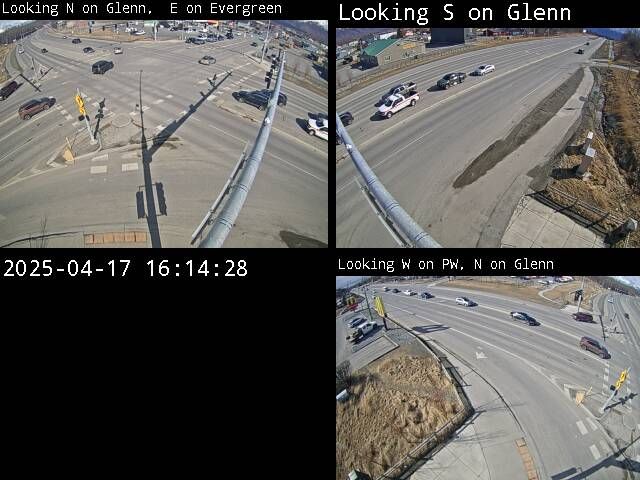 Looking N on Glenn,  E on Evergreen
Looking S on Glenn
2025-04-17 16:14:28
Looking W on PW, N on Glenn